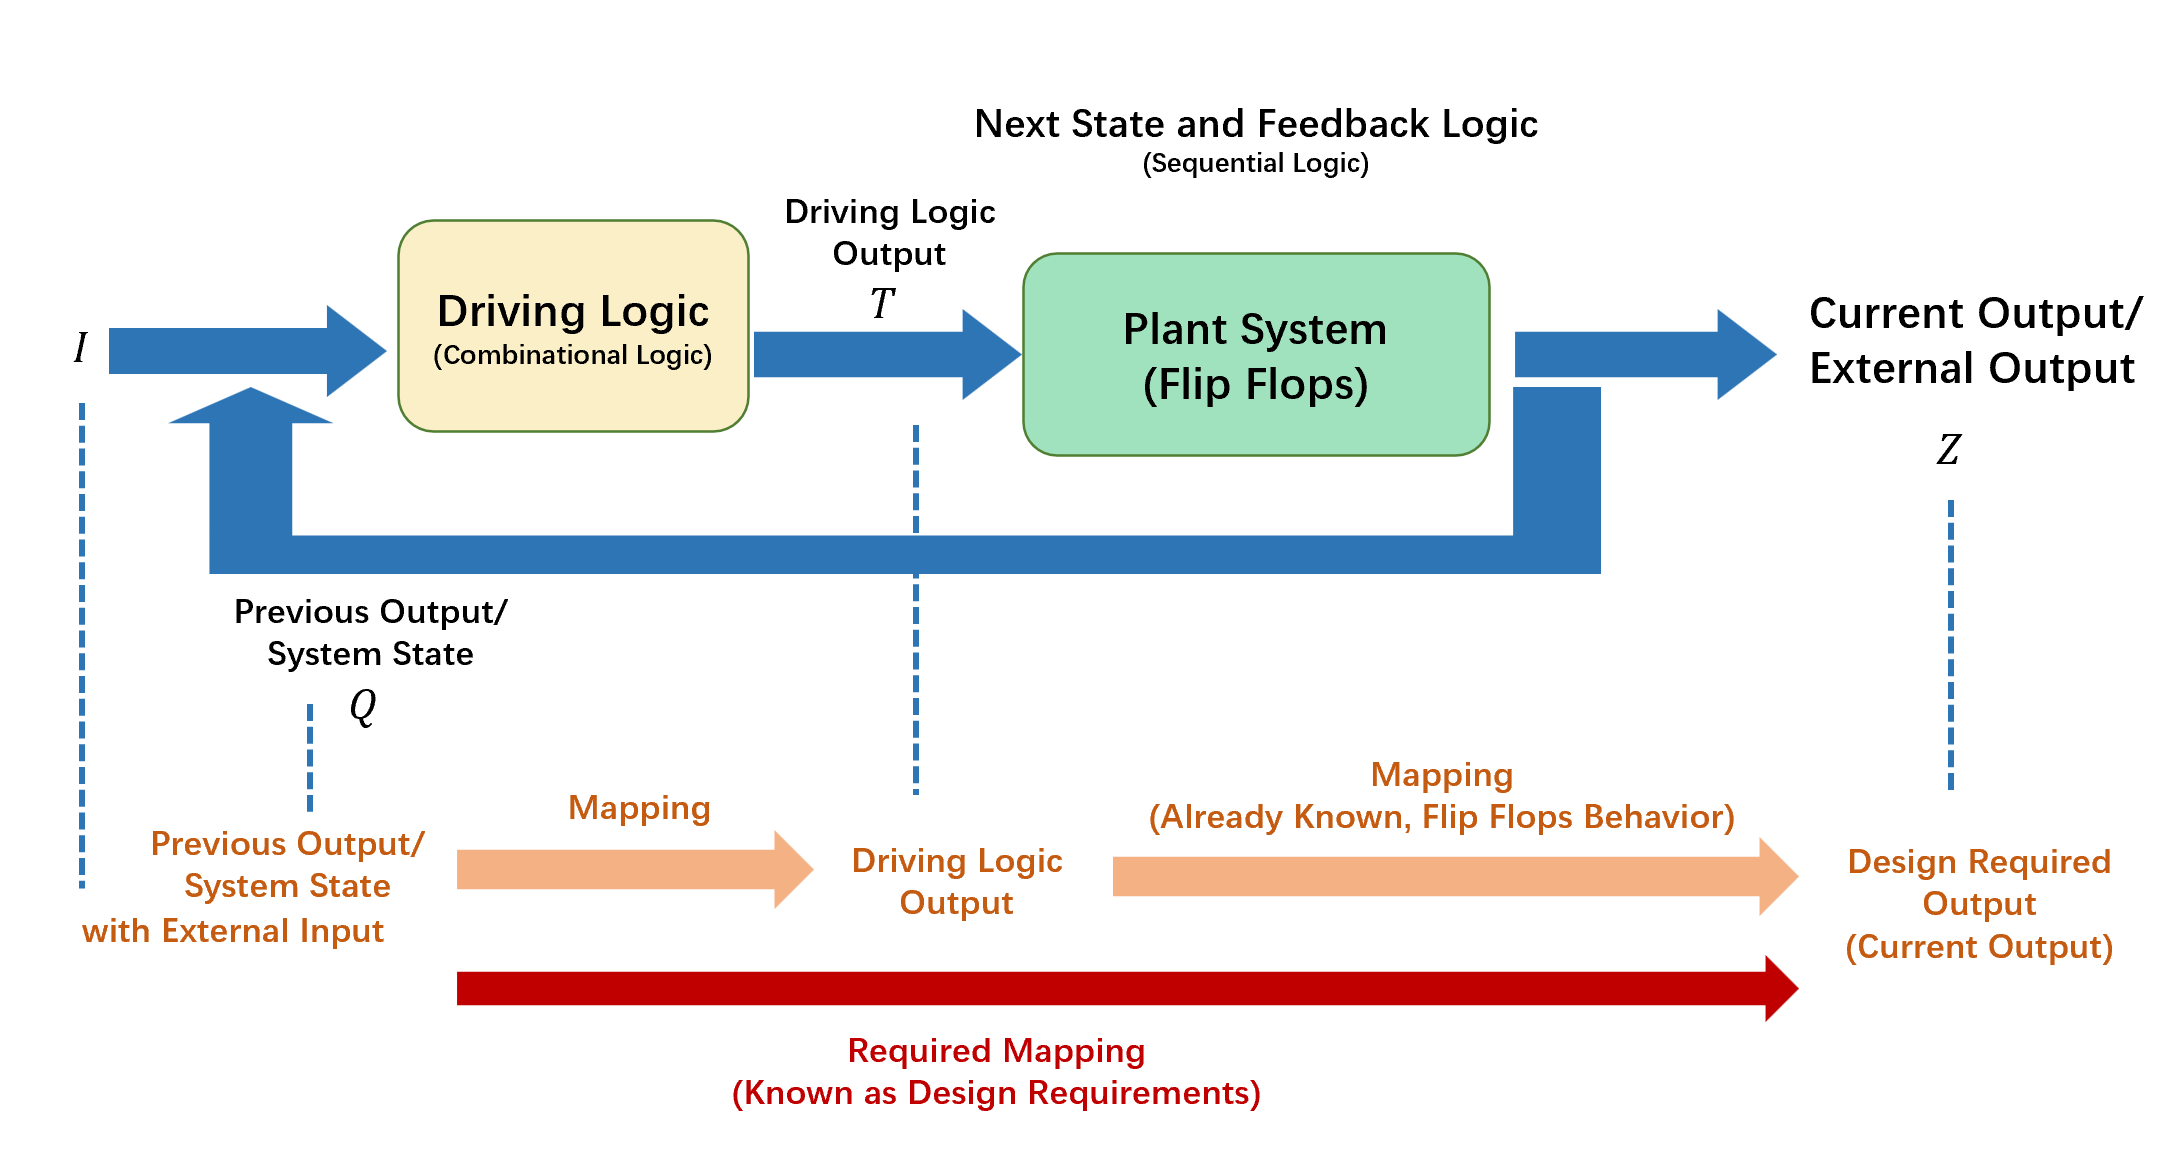 Next State and Feedback Logic
(Sequential Logic)
Driving Logic
Output
T
I
Driving Logic
(Combinational Logic)
Plant System
(Flip Flops)
Current Output/
External Output
Z
Previous Output/
System State
Q
Mapping
Mapping
(Already Known, Flip Flops Behavior)
Previous Output/
System State
with External Input
Driving Logic
Output
Design Required
Output
(Current Output)
Required Mapping
(Known as Design Requirements)